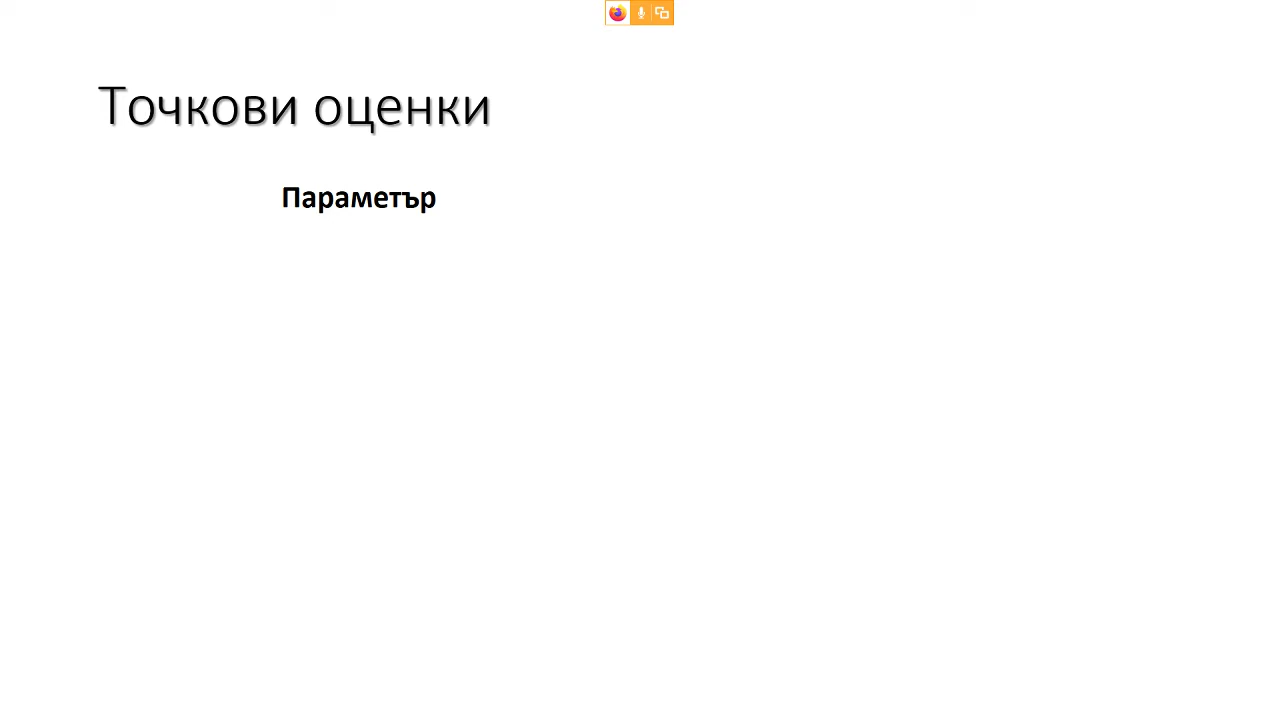 Точкови оценки
Параметър